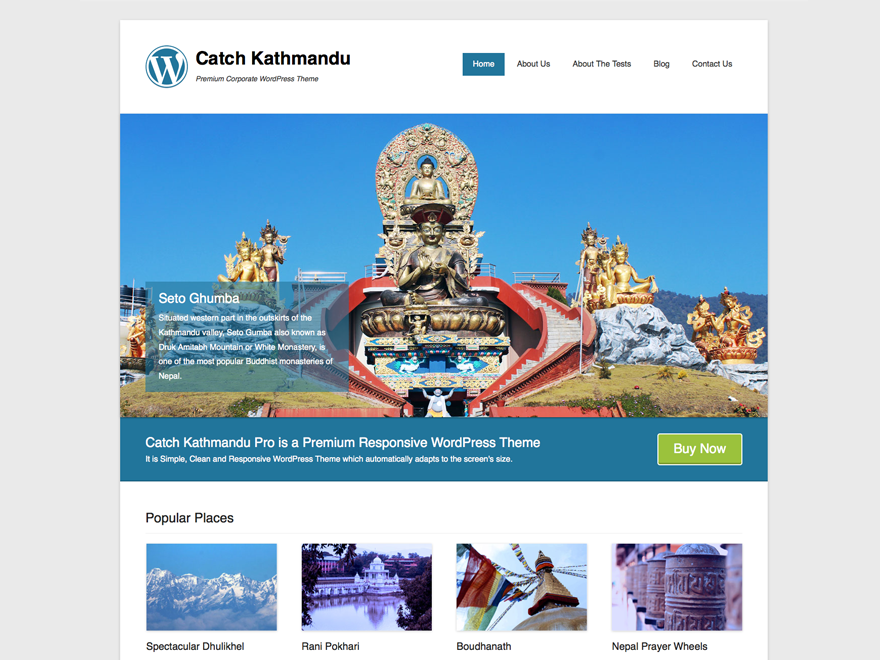 Catch Kathmandu
Premium Corporate WordPress Theme
Home About Us About The Tests Blog Contact Us
Seto Ghumba
Situated western part in the outskirts of the
Kathmandu valley, Seto Gumba also known as
Druk Amitabh Mountain or White Monastery, is
one of the most popular Buddhist monasteries of
Nepal.
Catch Kathmandu Pro is a Premium Responsive WordPress Theme
It is Simple, Clean and Responsive WordPress Theme which automatically adapts to the screen's size.
Buy Now
Popular Places
Spectacular Dhulikhel
Rani Pokhari
Boudhanath
Nepal Prayer Wheels